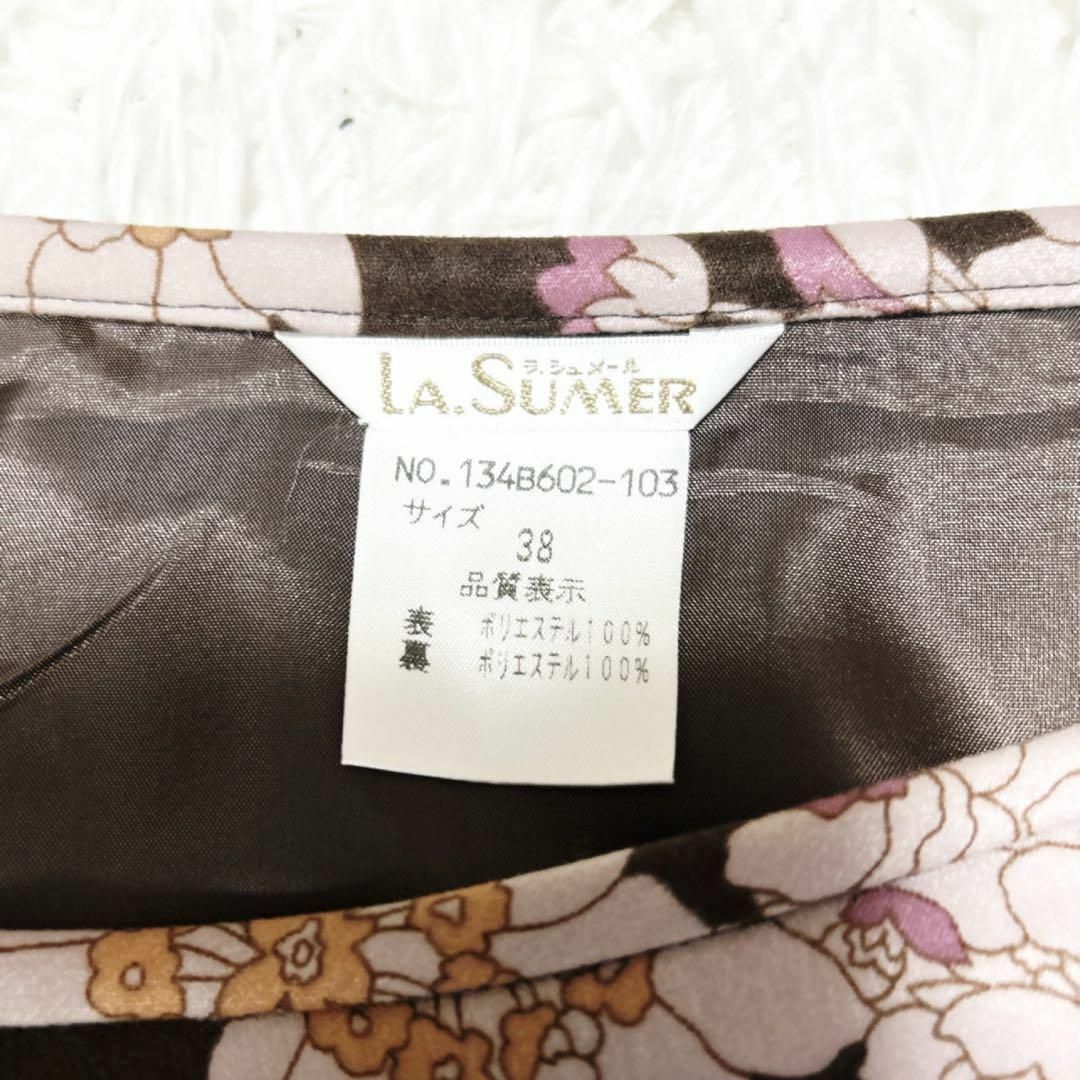 ラ.シュメール
LA.SUMER
NO.134B602-103
サイズ
38
品質表示
表 ポリエステル100%
裏 ポリエステル100%